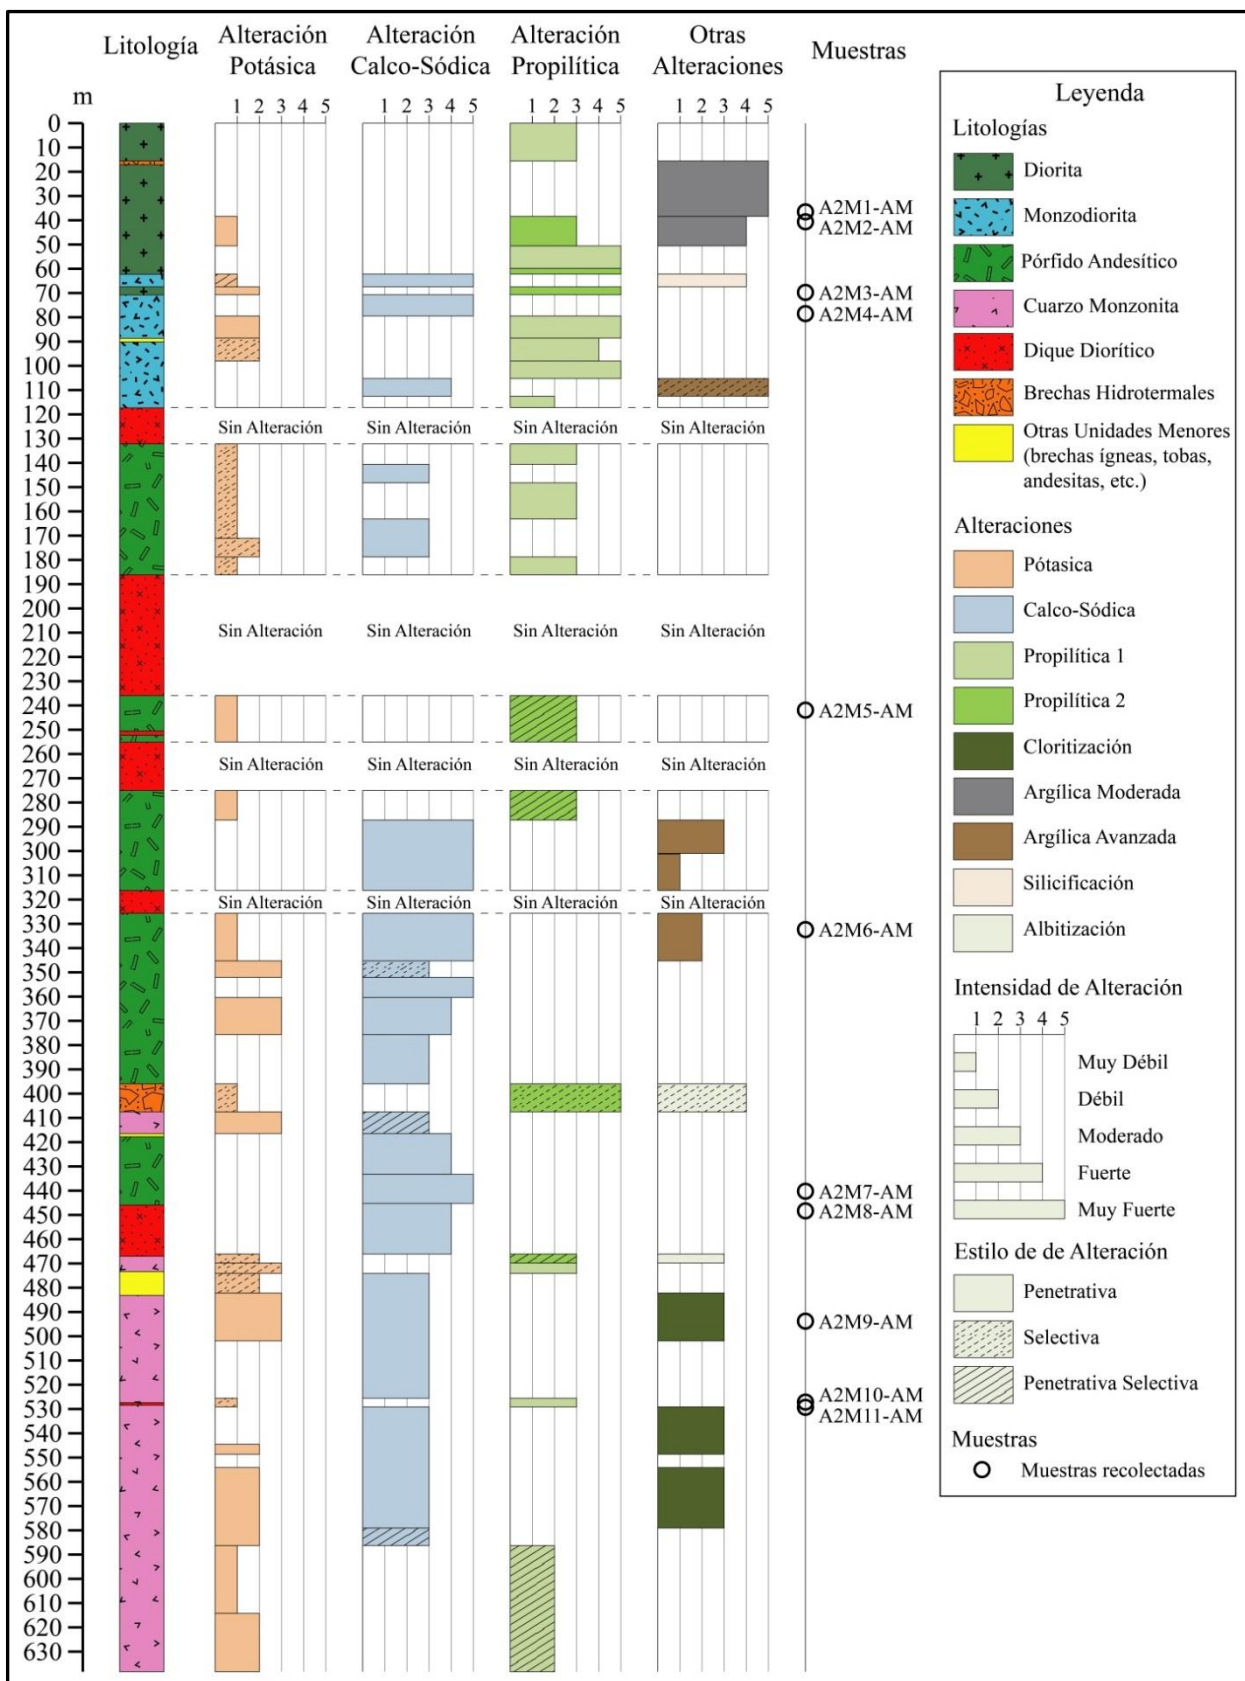 Litología
Alteración
Potásica
Alteración
Calco-Sódica
Alteración
Propilítica
Otras
Alteraciones
Muestras
m
1 2 3 4 5
1 2 3 4 5
1 2 3 4 5
1 2 3 4 5
0
10
20
30
40
50
60
70
80
90
100
110
120
130
140
150
160
170
180
190
200
210
220
230
240
250
260
270
280
290
300
310
320
330
340
350
360
370
380
390
400
410
420
430
440
450
460
470
480
490
500
510
520
530
540
550
560
570
580
590
600
610
620
630
Sin Alteración Sin Alteración Sin Alteración Sin Alteración
Sin Alteración Sin Alteración Sin Alteración Sin Alteración
Sin Alteración Sin Alteración Sin Alteración Sin Alteración
Sin Alteración Sin Alteración Sin Alteración Sin Alteración
A2M1-AM
A2M2-AM
A2M3-AM
A2M4-AM
A2M5-AM
A2M6-AM
A2M7-AM
A2M8-AM
A2M9-AM
A2M10-AM
A2M11-AM
Leyenda
Litologías
Diorita
Monzodiorita
Pórfido Andesítico
Cuarzo Monzonita
Dique Diorítico
Brechas Hidrotermales
Otras Unidades Menores
(brechas ígneas, tobas,
andesitas, etc.)
Alteraciones
Pótasica
Calco-Sódica
Propilítica 1
Propilítica 2
Cloritización
Argílica Moderada
Argílica Avanzada
Silicificación
Albitización
Intensidad de Alteración
1 2 3 4 5
Muy Débil
Débil
Moderado
Fuerte
Muy Fuerte
Estilo de de Alteración
Penetrativa
Selectiva
Penetrativa Selectiva
Muestras
Muestras recolectadas